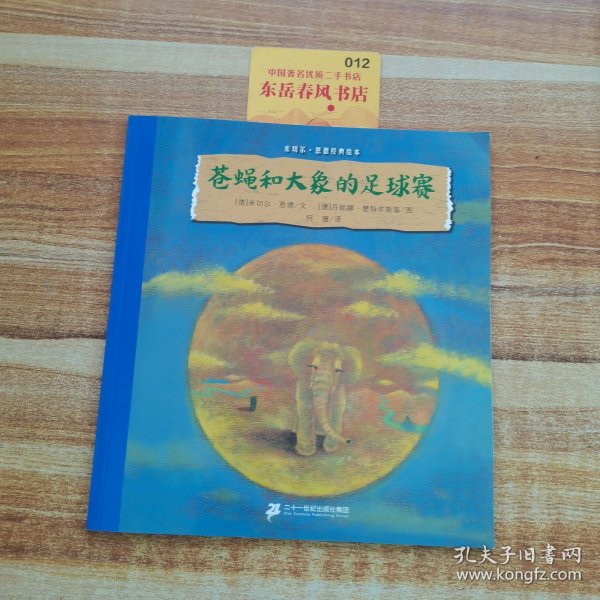 012
中国著名优质二手书店
东岳春风书店
米切尔·恩德经典绘本
苍蝇和大象的足球赛
[德]米切尔·恩德/文 [德]丹妮娜·楚特辛斯基/图
何珊/译
二十一世纪出版社集团
21st Century Publishing Group
孔夫子旧书网
www.kongfz.com